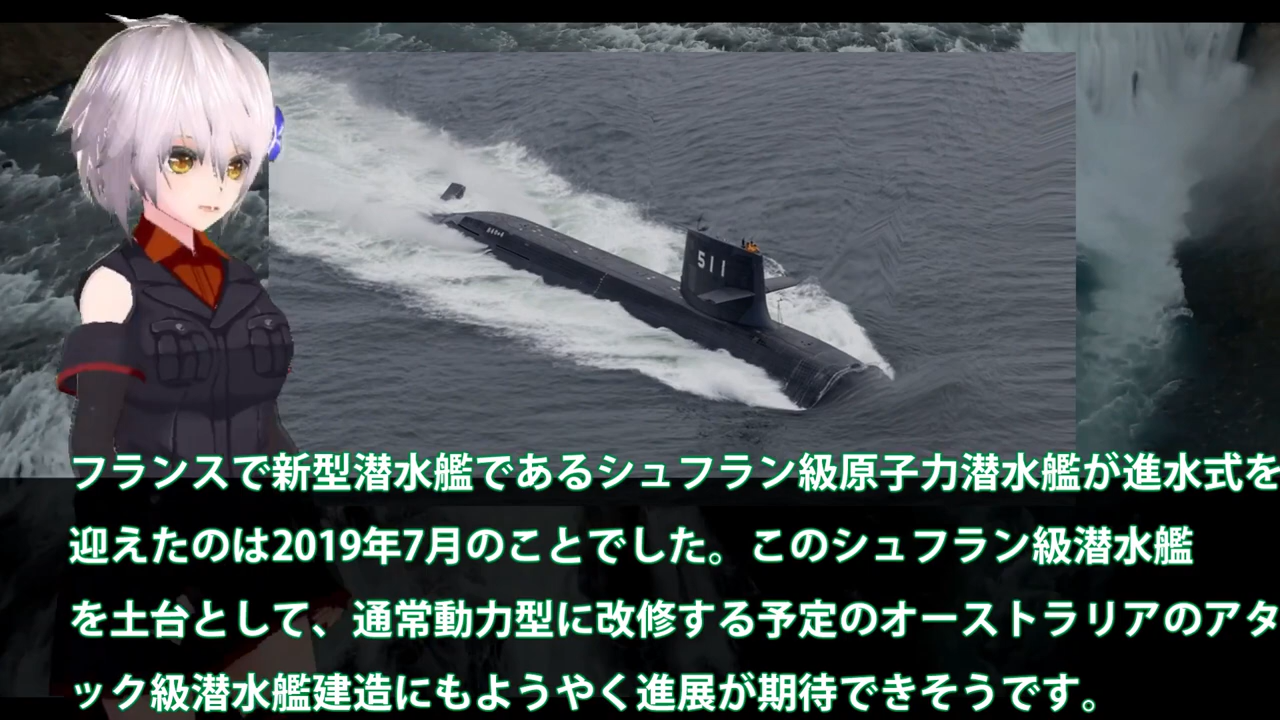 511
フランスで新型潜水艦であるシュフラン級原子力潜水艦が進水式を
迎えたのは2019年7月のことでした。このシュフラン級潜水艦
を土台として、通常動力型に改修する予定のオーストラリアのアタ
ック級潜水艦建造にもようやく進展が期待できそうです。